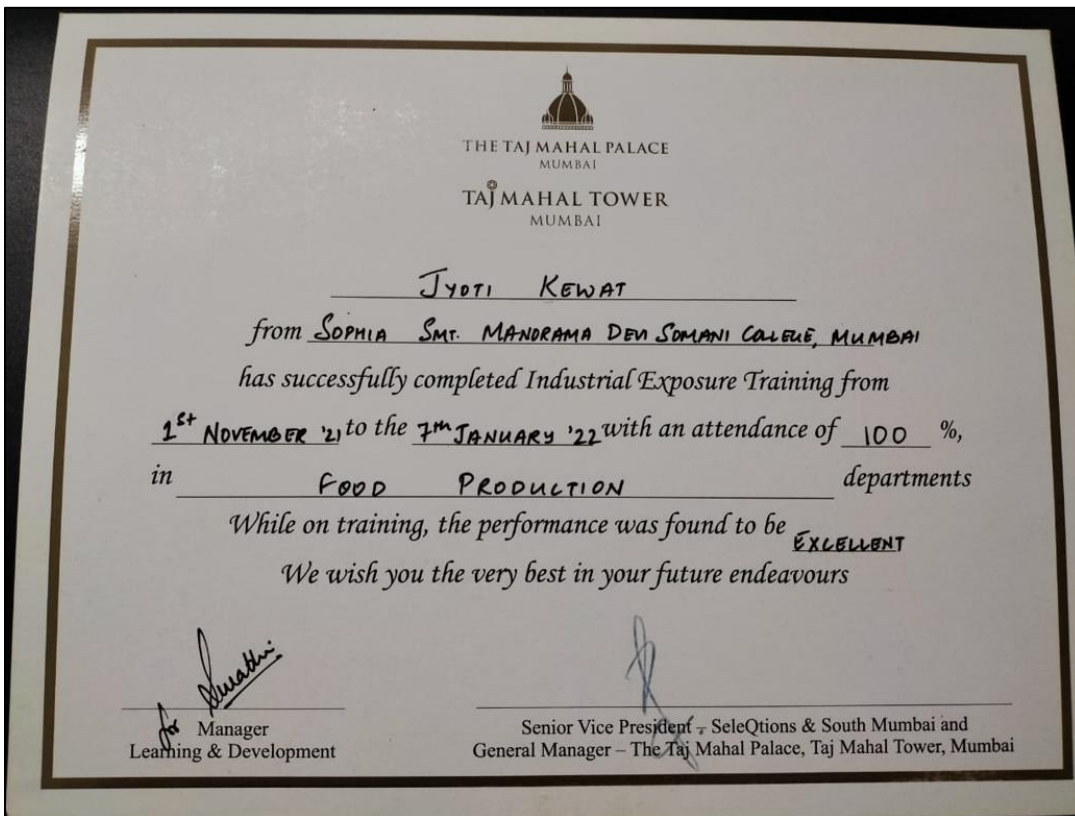 THE TAJ MAHAL PALACE
MUMBAI
TAJ MAHAL TOWER
MUMBAI
JYOTI KEWAT
from SOPHIA SMT. MANORAMA DEVI SOMANI COLLEGE, MUMBAI
has successfully completed Industrial Exposure Training from
1st NOVEMBER '21 to the 7th JANUARY '22 with an attendance of 100 %,
in FOOD PRODUCTION departments
While on training, the performance was found to be EXCELLENT
We wish you the very best in your future endeavours
for
Manager
Learning & Development
Senior Vice President – SeleQtions & South Mumbai and
General Manager – The Taj Mahal Palace, Taj Mahal Tower, Mumbai